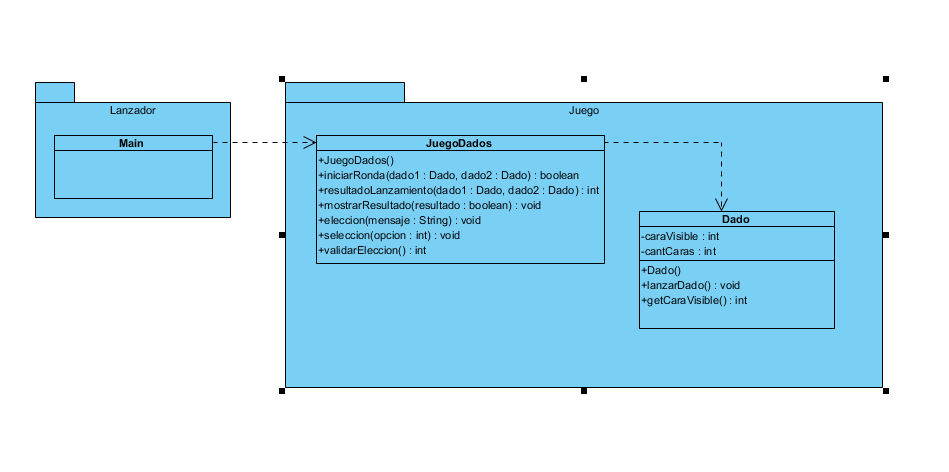 Lanzador
Main
Juego
JuegoDados
+JuegoDados()
+iniciarRonda(dado1 : Dado, dado2 : Dado) : boolean
+resultadoLanzamiento(dado1 : Dado, dado2 : Dado) : int
+mostrarResultado(resultado : boolean) : void
+eleccion(mensaje : String) : void
+seleccion(opcion : int) : void
+validarEleccion() : int
Dado
-caraVisible : int
-cantCaras : int
+Dado()
+lanzarDado() : void
+getCaraVisible() : int